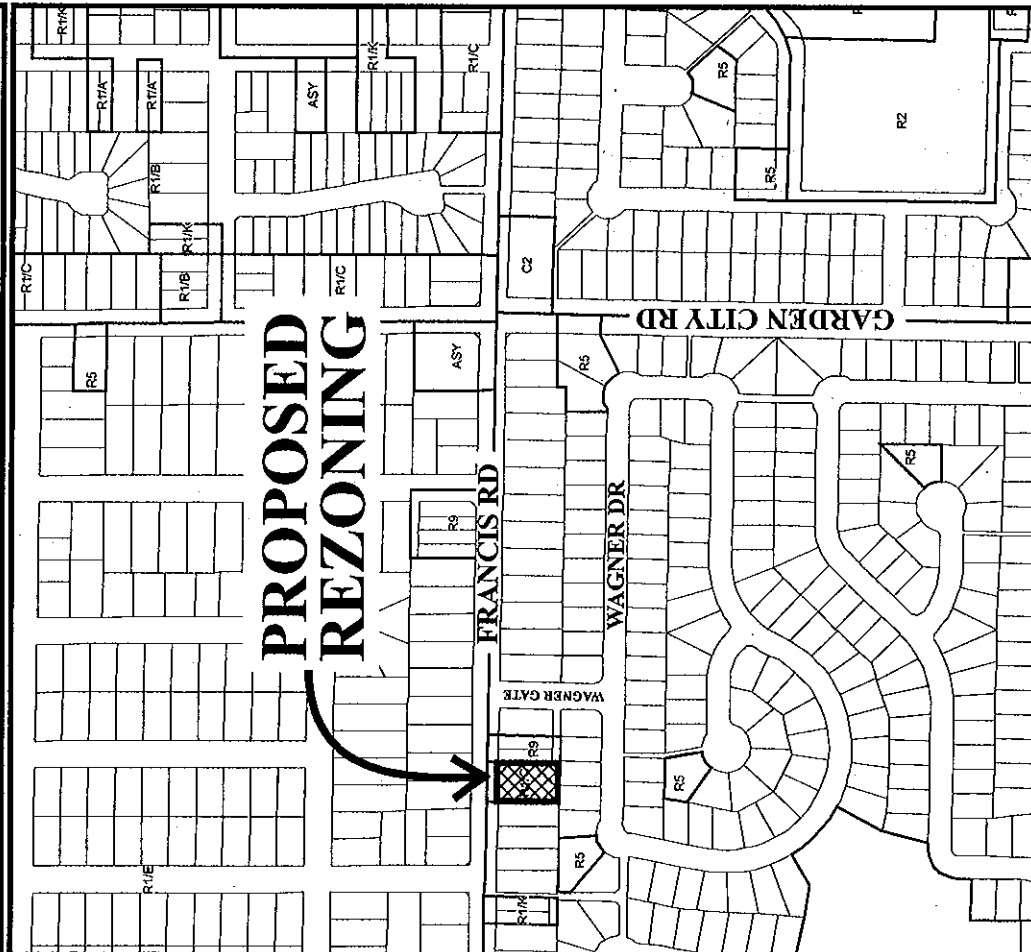 R1/K
R1/A
R1/A
ASY
R1/K
R1/C
R5
R2
R5
R1/B
R1/K
R1/C
R1/B
R1/C
C2
GARDEN CITY RD
PROPOSED
REZONING
R5
ASY
R5
R9
FRANCIS RD
WAGNER DR
R5
WAGNER GATE
R9
R5
R1/E
R5
R1/K